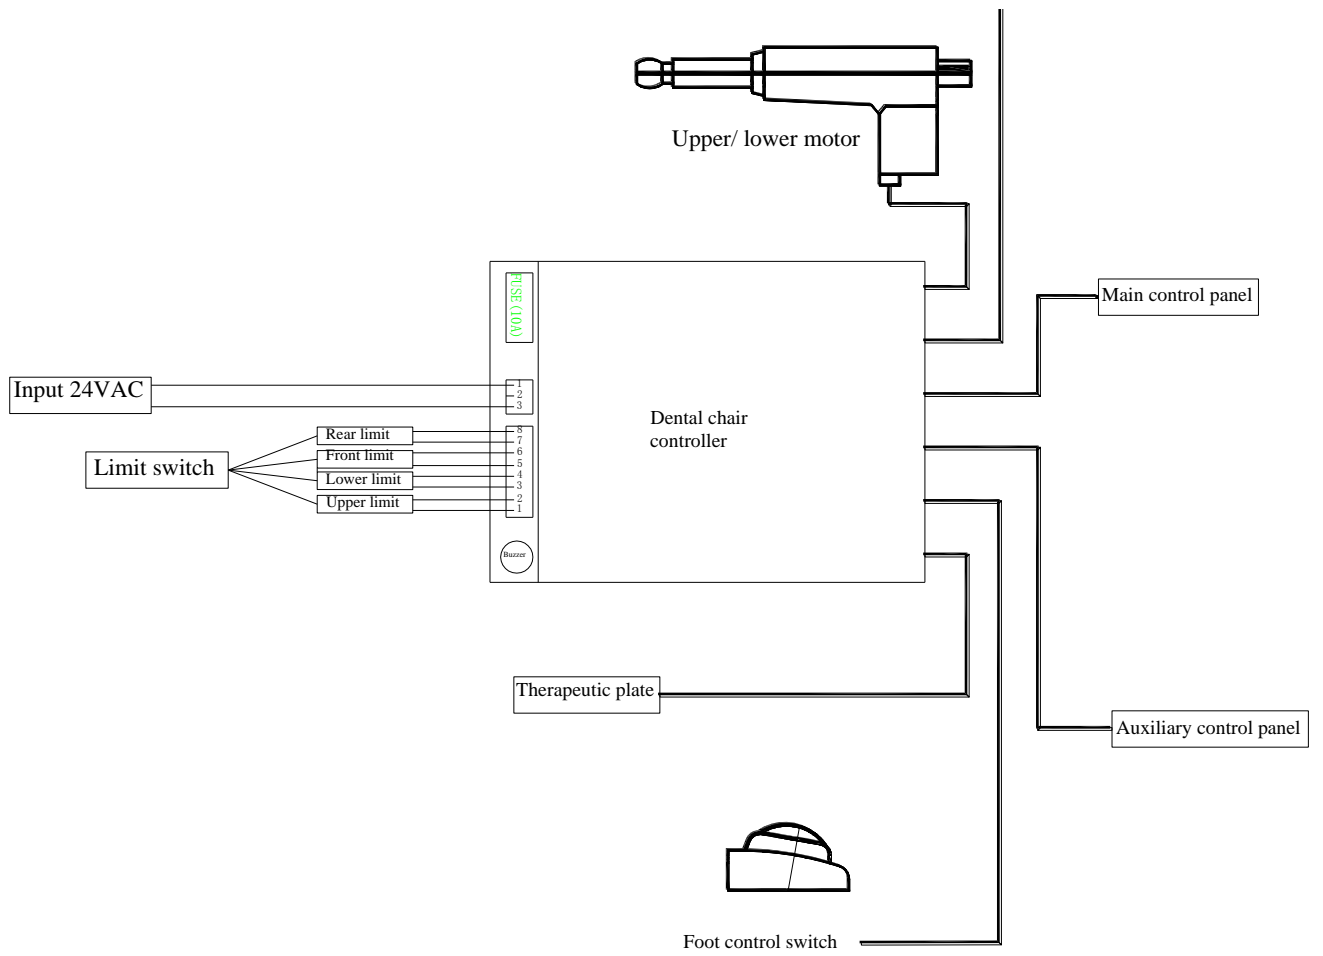 Upper/ lower motor
FUSE(10A)
Main control panel
Input 24VAC
1
2
3
Dental chair
controller
Limit switch
Rear limit
Front limit
Lower limit
Upper limit
8
7
6
5
4
3
2
1
Buzzer
Therapeutic plate
Auxiliary control panel
Foot control switch